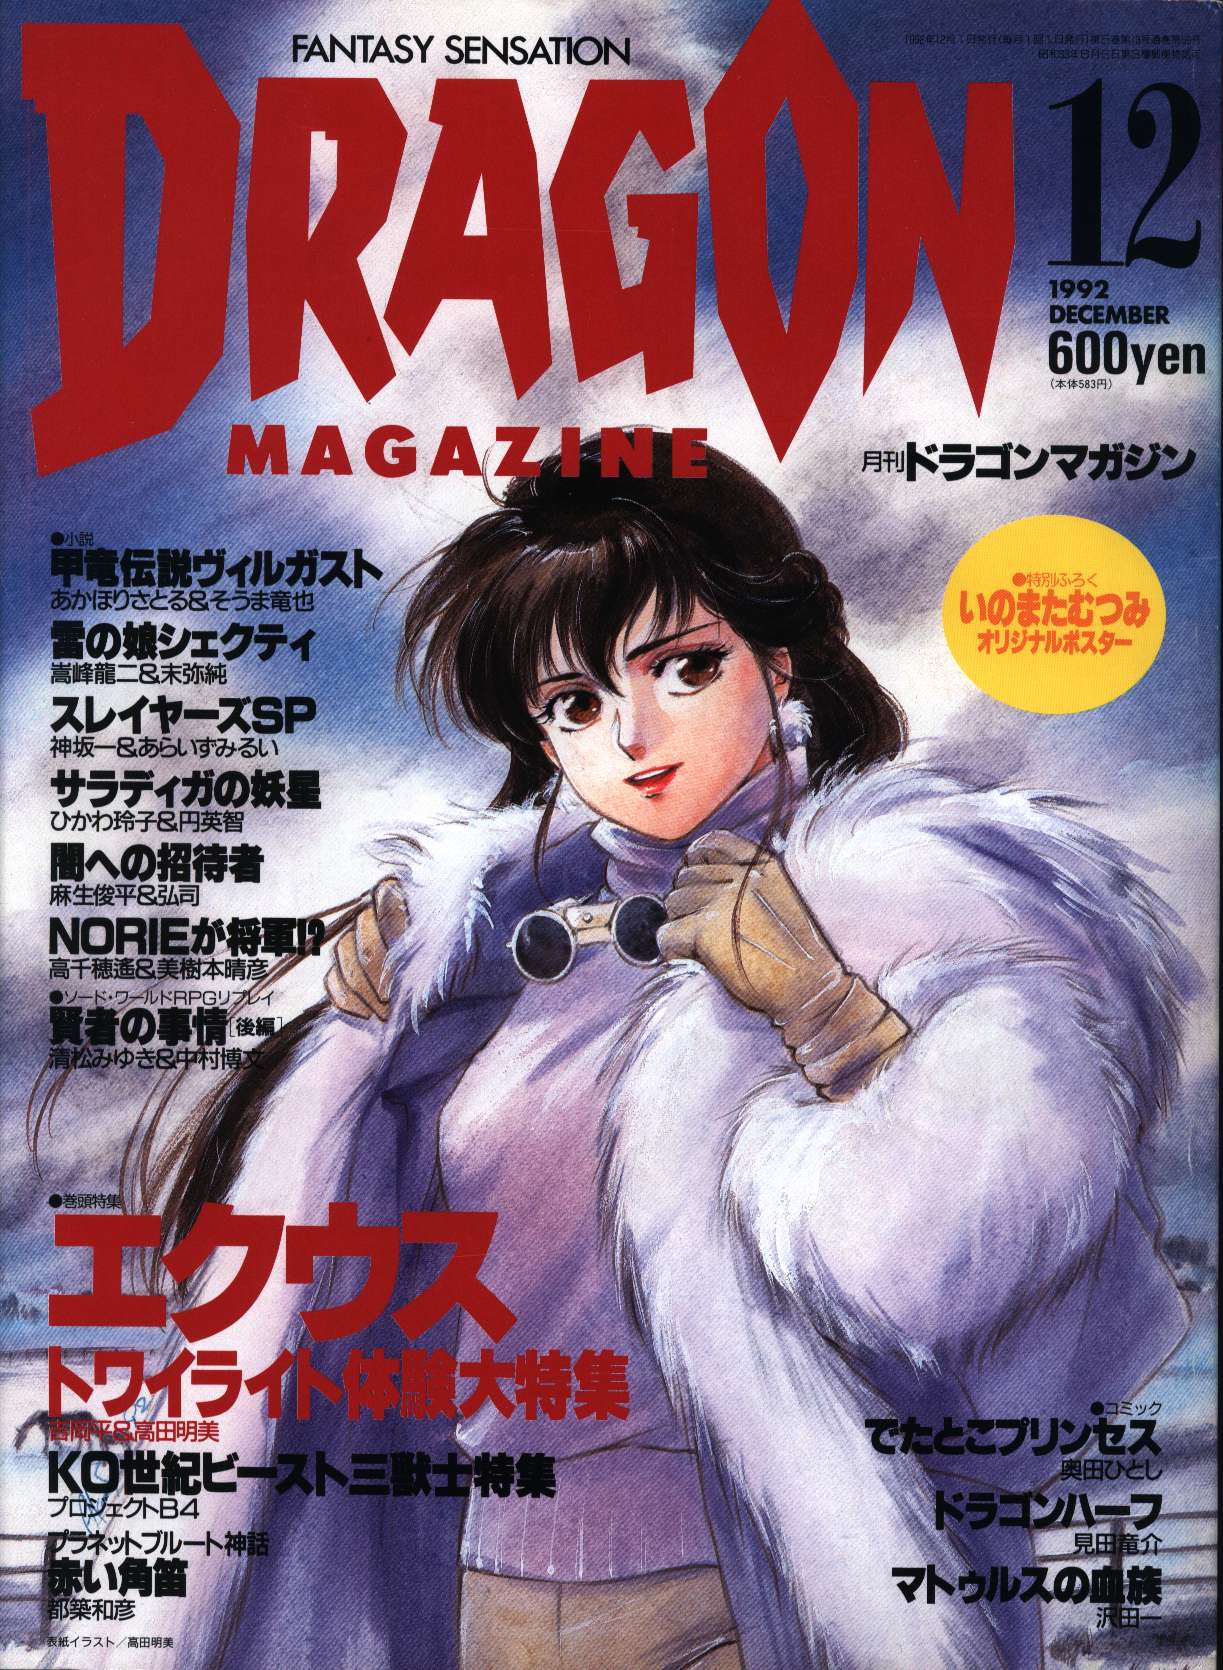 FANTASY SENSATION
DRAGON
MAGAZINE
12
1992
DECEMBER
600yen
(本体583円)
月刊ドラゴンマガジン
●特別ふろく
いのまたむつみ
オリジナルポスター
●小説
甲竜伝説ヴィルガスト
あかほりさとる&そうま竜也
雷の娘シェクティ
嵩峰龍二&末弥純
スレイヤーズSP
神坂一&あらいずみるい
サラディガの妖星
ひかわ玲子&円英智
闇への招待者
麻生俊平&弘司
NORIEが将軍!?
高千穂遙&美樹本晴彦
●ソード・ワールドRPGリプレイ
賢者の事情[後編]
清松みゆき&中村博文
●巻頭特集
エクウス
トワイライト体験大特集
吉岡平&高田明美
KO世紀ビースト三獣士特集
プロジェクトB4
プラネットブルート神話
赤い角笛
都築和彦
表紙イラスト/高田明美
●コミック
でたとこプリンセス
奥田ひとし
ドラゴンハーフ
見田竜介
マトゥルスの血族
沢田一